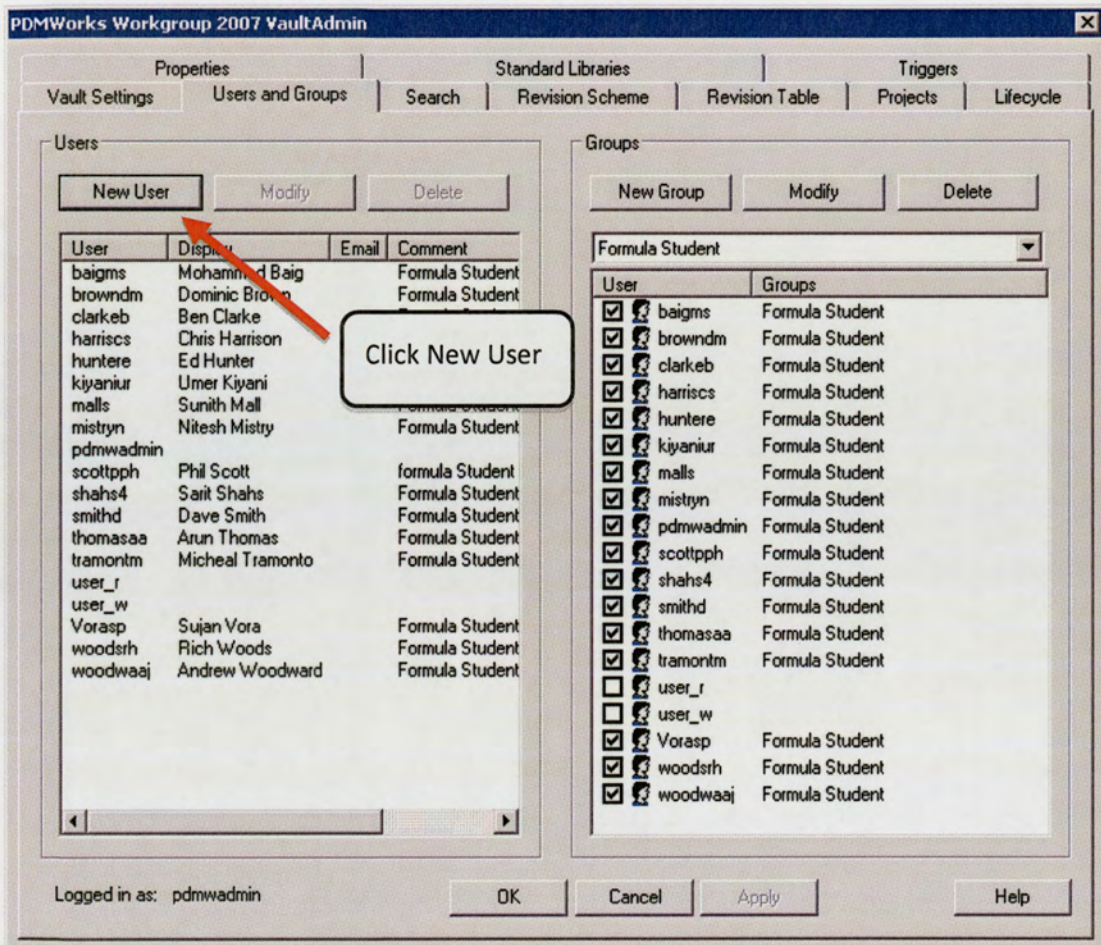 PDMWorks Workgroup 2007 VaultAdmin
Properties Standard Libraries Triggers
Vault Settings Users and Groups Search Revision Scheme Revision Table Projects Lifecycle
Users
New User Modify Delete
User Display Email Comment
baigms Mohammed Baig Formula Student
browndm Dominic Brown Formula Student
clarkeb Ben Clarke
harriscs Chris Harrison
huntere Ed Hunter
kiyaniur Umer Kiyani
malls Sunith Mall Formula Student
mistryn Nitesh Mistry Formula Student
pdmwadmin
scottpph Phil Scott formula Student
shahs4 Sarit Shahs Formula Student
smithd Dave Smith Formula Student
thomasaa Arun Thomas Formula Student
tramontm Micheal Tramonto Formula Student
user_r
user_w
Vorasp Sujan Vora Formula Student
woodsrh Rich Woods Formula Student
woodwaaj Andrew Woodward Formula Student
Click New User
Groups
New Group Modify Delete
Formula Student
User Groups
baigms Formula Student
browndm Formula Student
clarkeb Formula Student
harriscs Formula Student
huntere Formula Student
kiyaniur Formula Student
malls Formula Student
mistryn Formula Student
pdmwadmin Formula Student
scottpph Formula Student
shahs4 Formula Student
smithd Formula Student
thomasaa Formula Student
tramontm Formula Student
user_r
user_w
Vorasp Formula Student
woodsrh Formula Student
woodwaaj Formula Student
Logged in as: pdmwadmin OK Cancel Apply Help